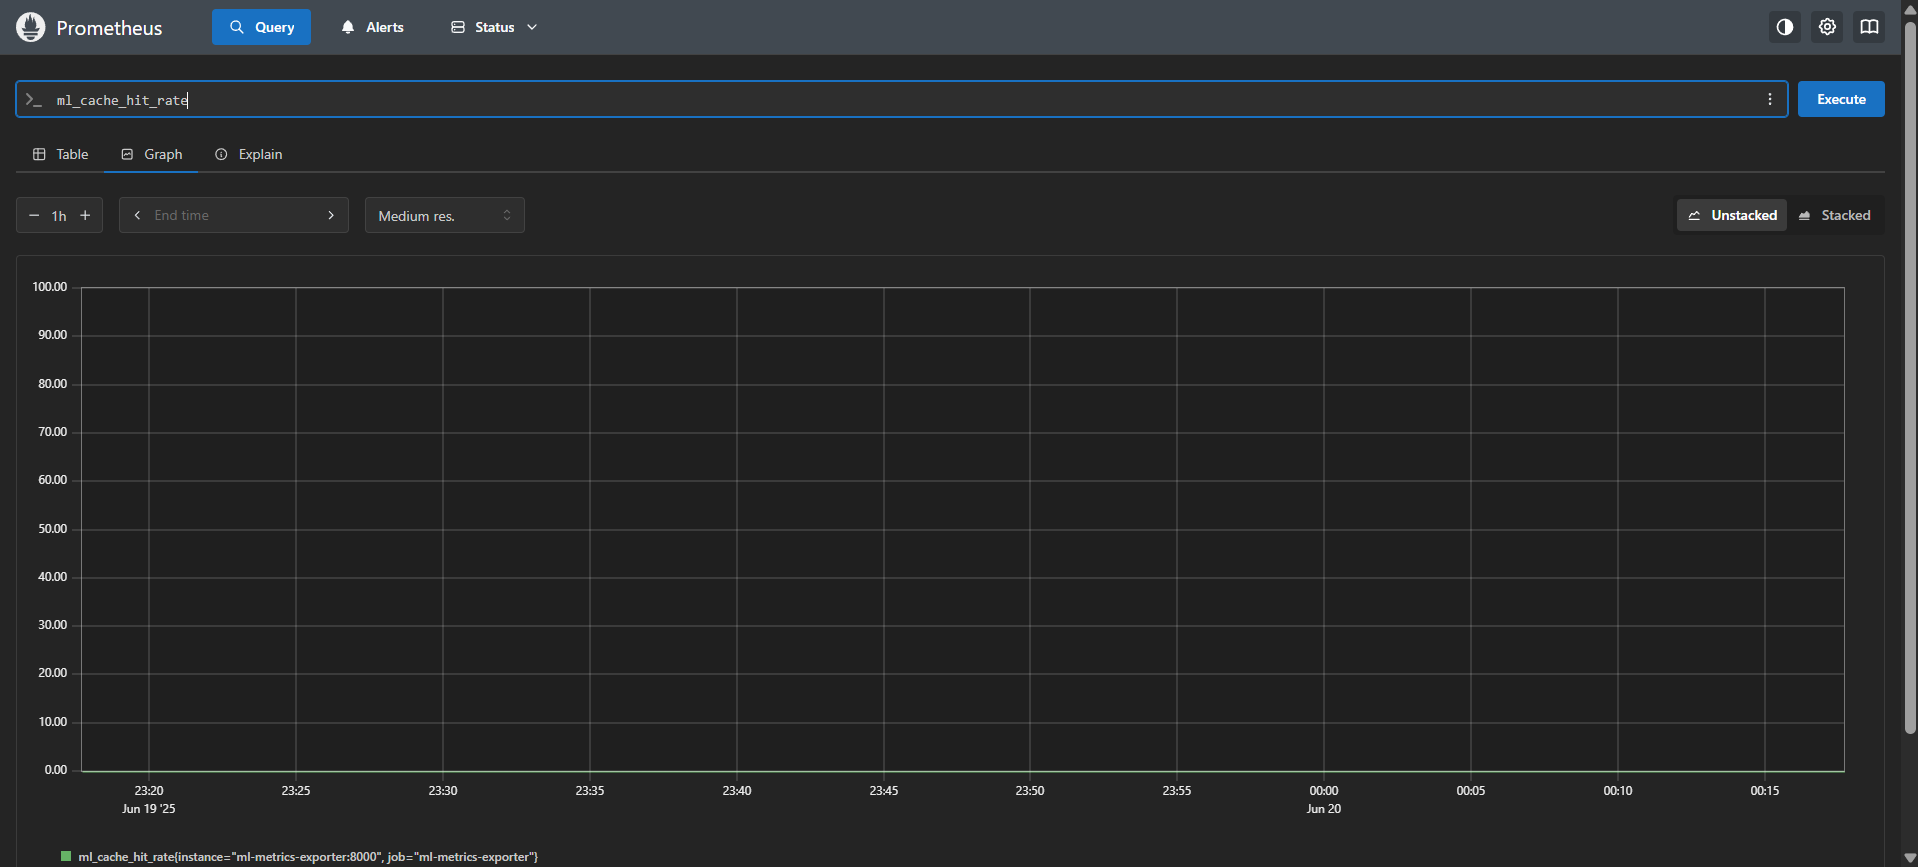 Prometheus Query Alerts Status
>_ ml_cache_hit_rate Execute
Table Graph Explain
1h End time Medium res. Unstacked Stacked
100.00
90.00
80.00
70.00
60.00
50.00
40.00
30.00
20.00
10.00
0.00
23:20 23:25 23:30 23:35 23:40 23:45 23:50 23:55 00:00 00:05 00:10 00:15
Jun 19 '25 Jun 20
ml_cache_hit_rate{instance="ml-metrics-exporter:8000", job="ml-metrics-exporter"}